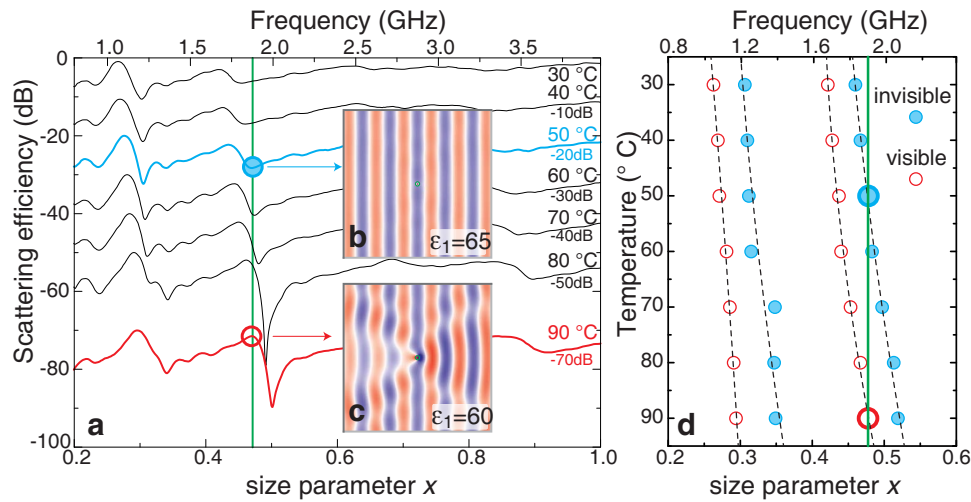 Frequency (GHz)
1.0 1.5 2.0 2.5 3.0 3.5
Scattering efficiency (dB)
0
-20
-40
-60
-80
-100
30 °C
40 °C
-10dB
50 °C
-20dB
60 °C
-30dB
70 °C
-40dB
80 °C
-50dB
90 °C
-70dB
b
ε1=65
c
ε1=60
a
0.2 0.4 0.6 0.8 1.0
size parameter x
Frequency (GHz)
0.8 1.2 1.6 2.0
Temperature (° C)
30
40
50
60
70
80
90
invisible
visible
d
0.2 0.3 0.4 0.5 0.6
size parameter x